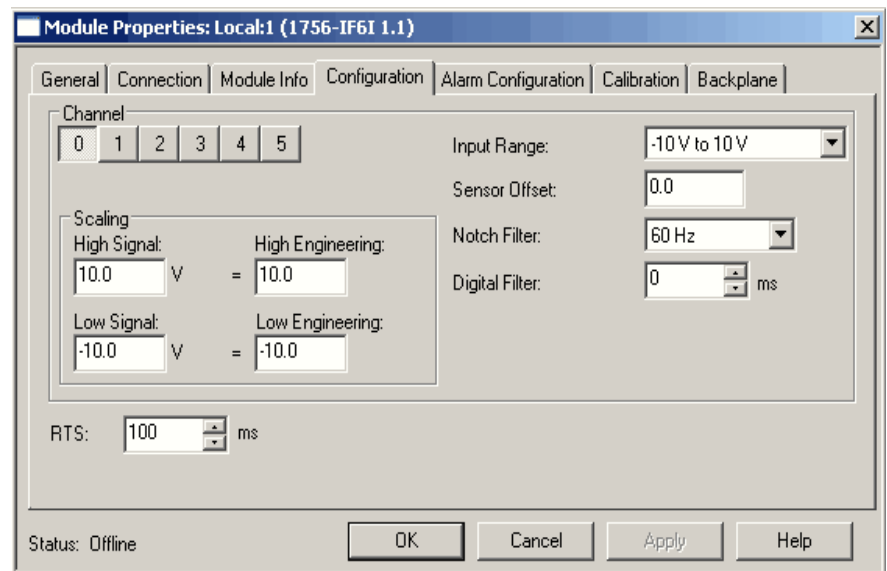 Module Properties: Local:1 (1756-IF6I 1.1)
General Connection Module Info Configuration Alarm Configuration Calibration Backplane
Channel
0 1 2 3 4 5
Input Range: -10 V to 10 V
Sensor Offset: 0.0
Scaling
High Signal: High Engineering:
10.0 V = 10.0
Notch Filter: 60 Hz
Digital Filter: 0 ms
Low Signal: Low Engineering:
-10.0 V = -10.0
RTS: 100 ms
Status: Offline
OK Cancel Apply Help